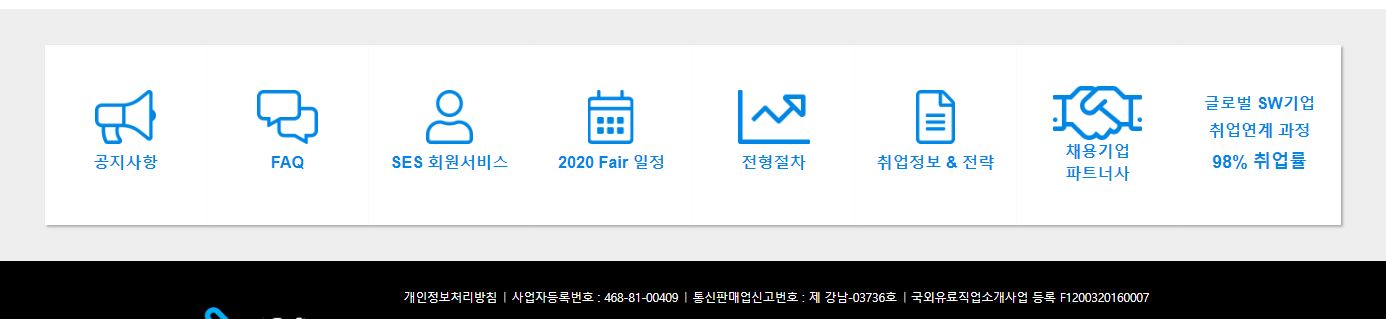 공지사항
FAQ
SES 회원서비스
2020 Fair 일정
전형절차
취업정보 & 전략
채용기업
파트너사
글로벌 SW기업
취업연계 과정
98% 취업률
개인정보처리방침 | 사업자등록번호 : 468-81-00409 | 통신판매업신고번호 : 제 강남-03736호 | 국외유료직업소개사업 등록 F1200320160007